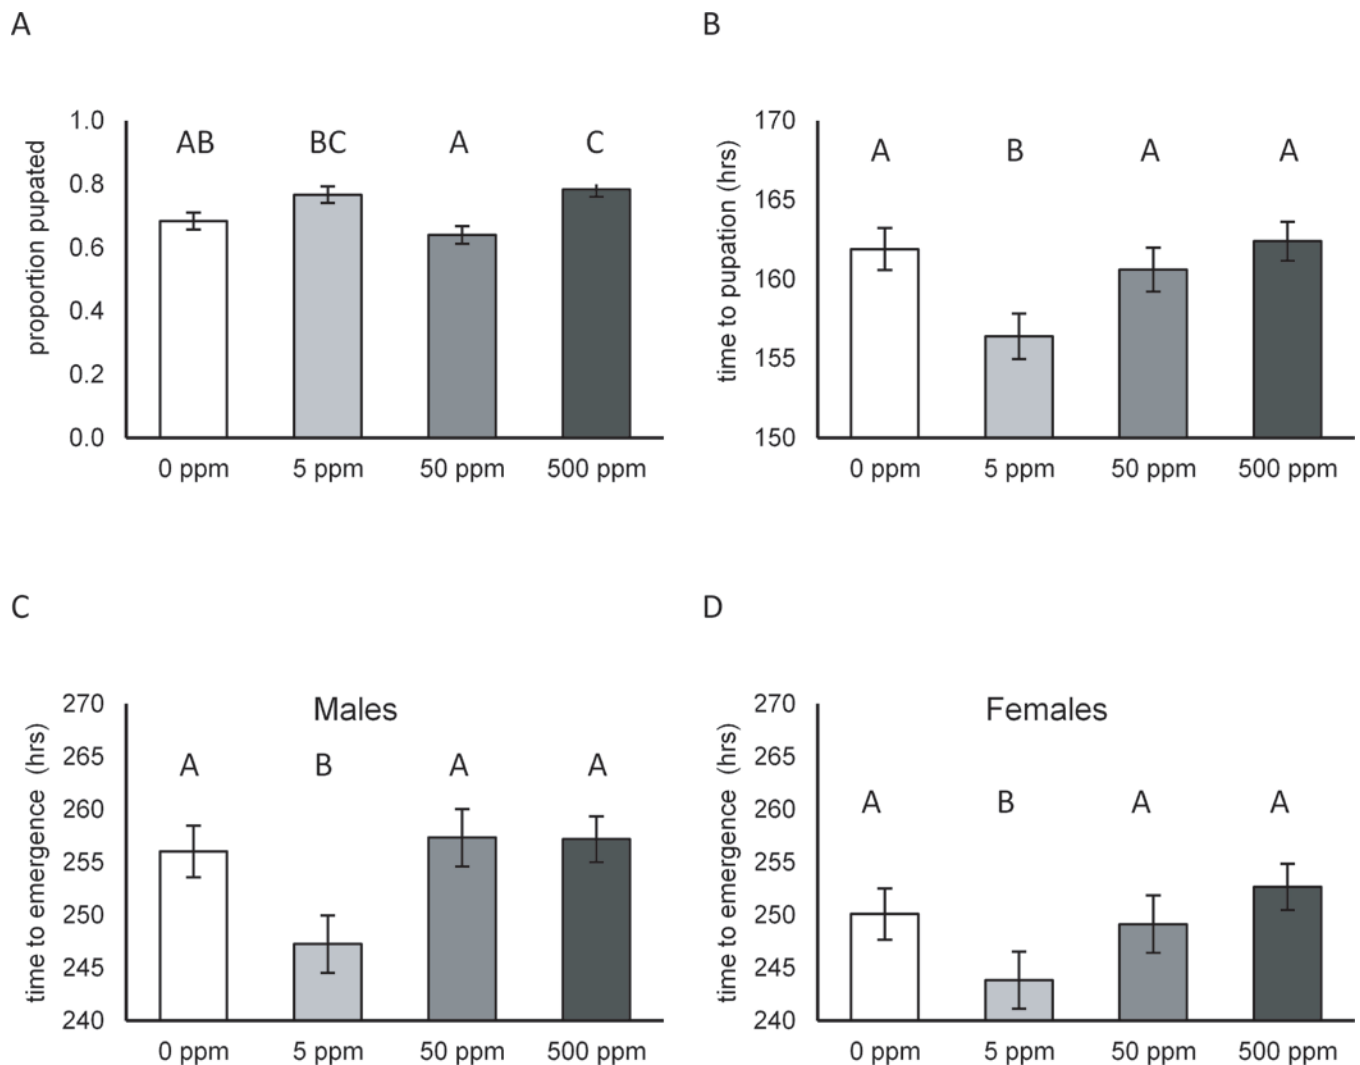 A
proportion pupated
1.0
0.8
0.6
0.4
0.2
0.0
AB BC A C
0 ppm 5 ppm 50 ppm 500 ppm
B
time to pupation (hrs)
170
165
160
155
150
A B A A
0 ppm 5 ppm 50 ppm 500 ppm
C
time to emergence (hrs)
270
265
260
255
250
245
240
Males
A B A A
0 ppm 5 ppm 50 ppm 500 ppm
D
time to emergence (hrs)
270
265
260
255
250
245
240
Females
A B A A
0 ppm 5 ppm 50 ppm 500 ppm